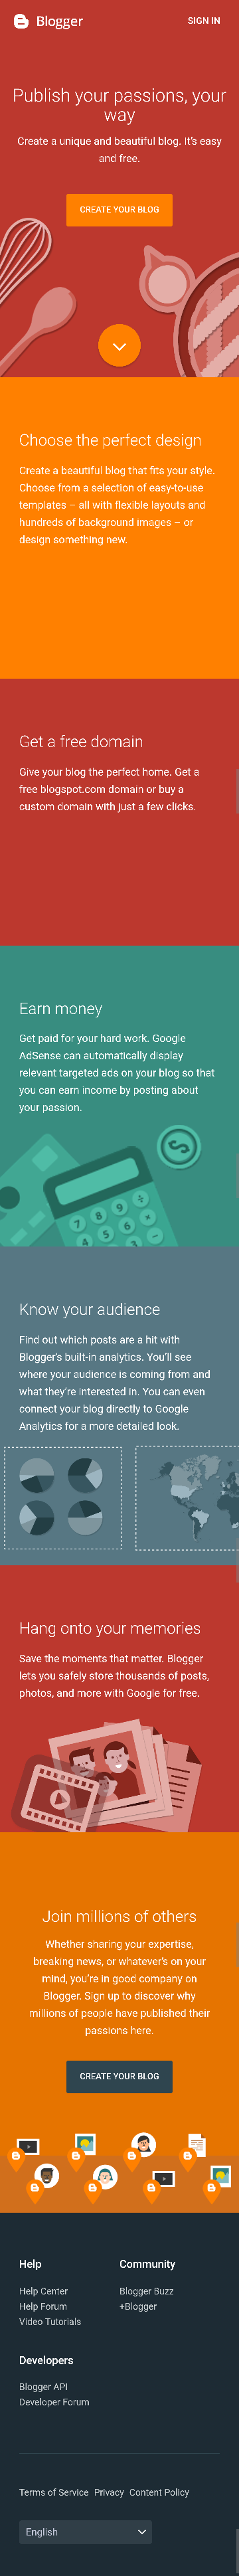 Blogger
SIGN IN
Publish your passions, your
way
Create a unique and beautiful blog. It's easy
and free.
CREATE YOUR BLOG
Choose the perfect design
Create a beautiful blog that fits your style.
Choose from a selection of easy-to-use
templates – all with flexible layouts and
hundreds of background images – or
design something new.
Get a free domain
Give your blog the perfect home. Get a
free blogspot.com domain or buy a
custom domain with just a few clicks.
Earn money
Get paid for your hard work. Google
AdSense can automatically display
relevant targeted ads on your blog so that
you can earn income by posting about
your passion.
7 8 9 ÷
4 5 6 −
Know your audience
Find out which posts are a hit with
Blogger's built-in analytics. You'll see
where your audience is coming from and
what they're interested in. You can even
connect your blog directly to Google
Analytics for a more detailed look.
Hang onto your memories
Save the moments that matter. Blogger
lets you safely store thousands of posts,
photos, and more with Google for free.
Join millions of others
Whether sharing your expertise,
breaking news, or whatever's on your
mind, you're in good company on
Blogger. Sign up to discover why
millions of people have published their
passions here.
CREATE YOUR BLOG
Help
Help Center
Help Forum
Video Tutorials
Community
Blogger Buzz
+Blogger
Developers
Blogger API
Developer Forum
Terms of Service Privacy Content Policy
English